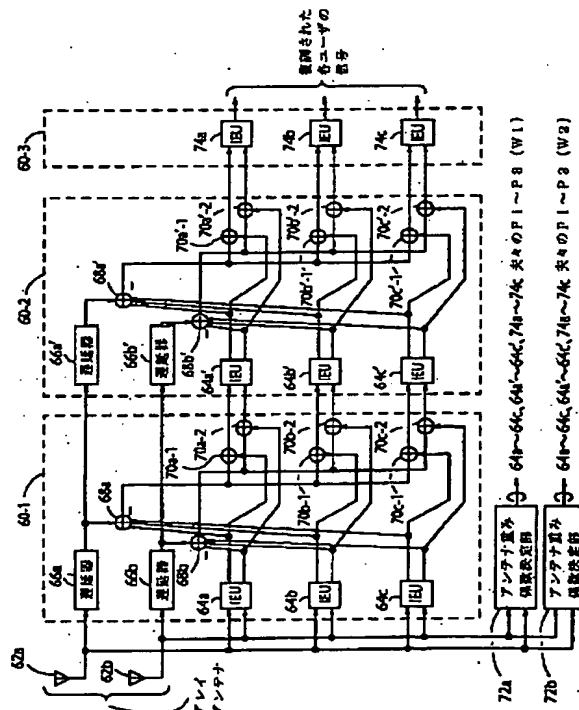 60-1
60-2
60-3
62a
62b
アレイ
アンテナ
66a
遅延器
66b
遅延器
68a
68b
66a'
遅延器
66b'
遅延器
68a'
68b'
64a
IEU
64b
IEU
64c
IEU
70a-1
70a-2
70b-1
70b-2
70c-1
70c-2
64a'
IEU
64b'
IEU
64c'
IEU
70a'-1
70a'-2
70b'-1
70b'-2
70c'-1
70c'-2
74a
IEU
74b
IEU
74c
IEU
復調された
各ユーザの
信号
72a
アンテナ重み
係数決定部
64a〜64c, 64a'〜64c', 74a〜74c 夫々のP1〜P3 (W1)
72b
アンテナ重み
係数決定部
64a〜64c, 64a'〜64c', 74a〜74c 夫々のP1〜P3 (W2)